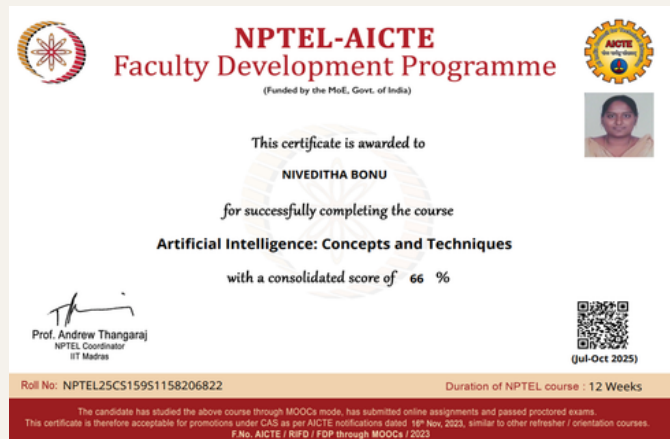 NPTEL-AICTE
Faculty Development Programme
(Funded by the MoE, Govt. of India)
AICTE
This certificate is awarded to
NIVEDITHA BONU
for successfully completing the course
Artificial Intelligence: Concepts and Techniques
with a consolidated score of 66 %
Prof. Andrew Thangaraj
NPTEL Coordinator
IIT Madras
(Jul-Oct 2025)
Roll No: NPTEL25CS159S1158206822
Duration of NPTEL course : 12 Weeks
The candidate has studied the above course through MOOCs mode, has submitted online assignments and passed proctored exams.
This certificate is therefore acceptable for promotions under CAS as per AICTE notifications dated 16th Nov, 2023, similar to other refresher / orientation courses.
F.No. AICTE / RIFD / FDP through MOOCs / 2023